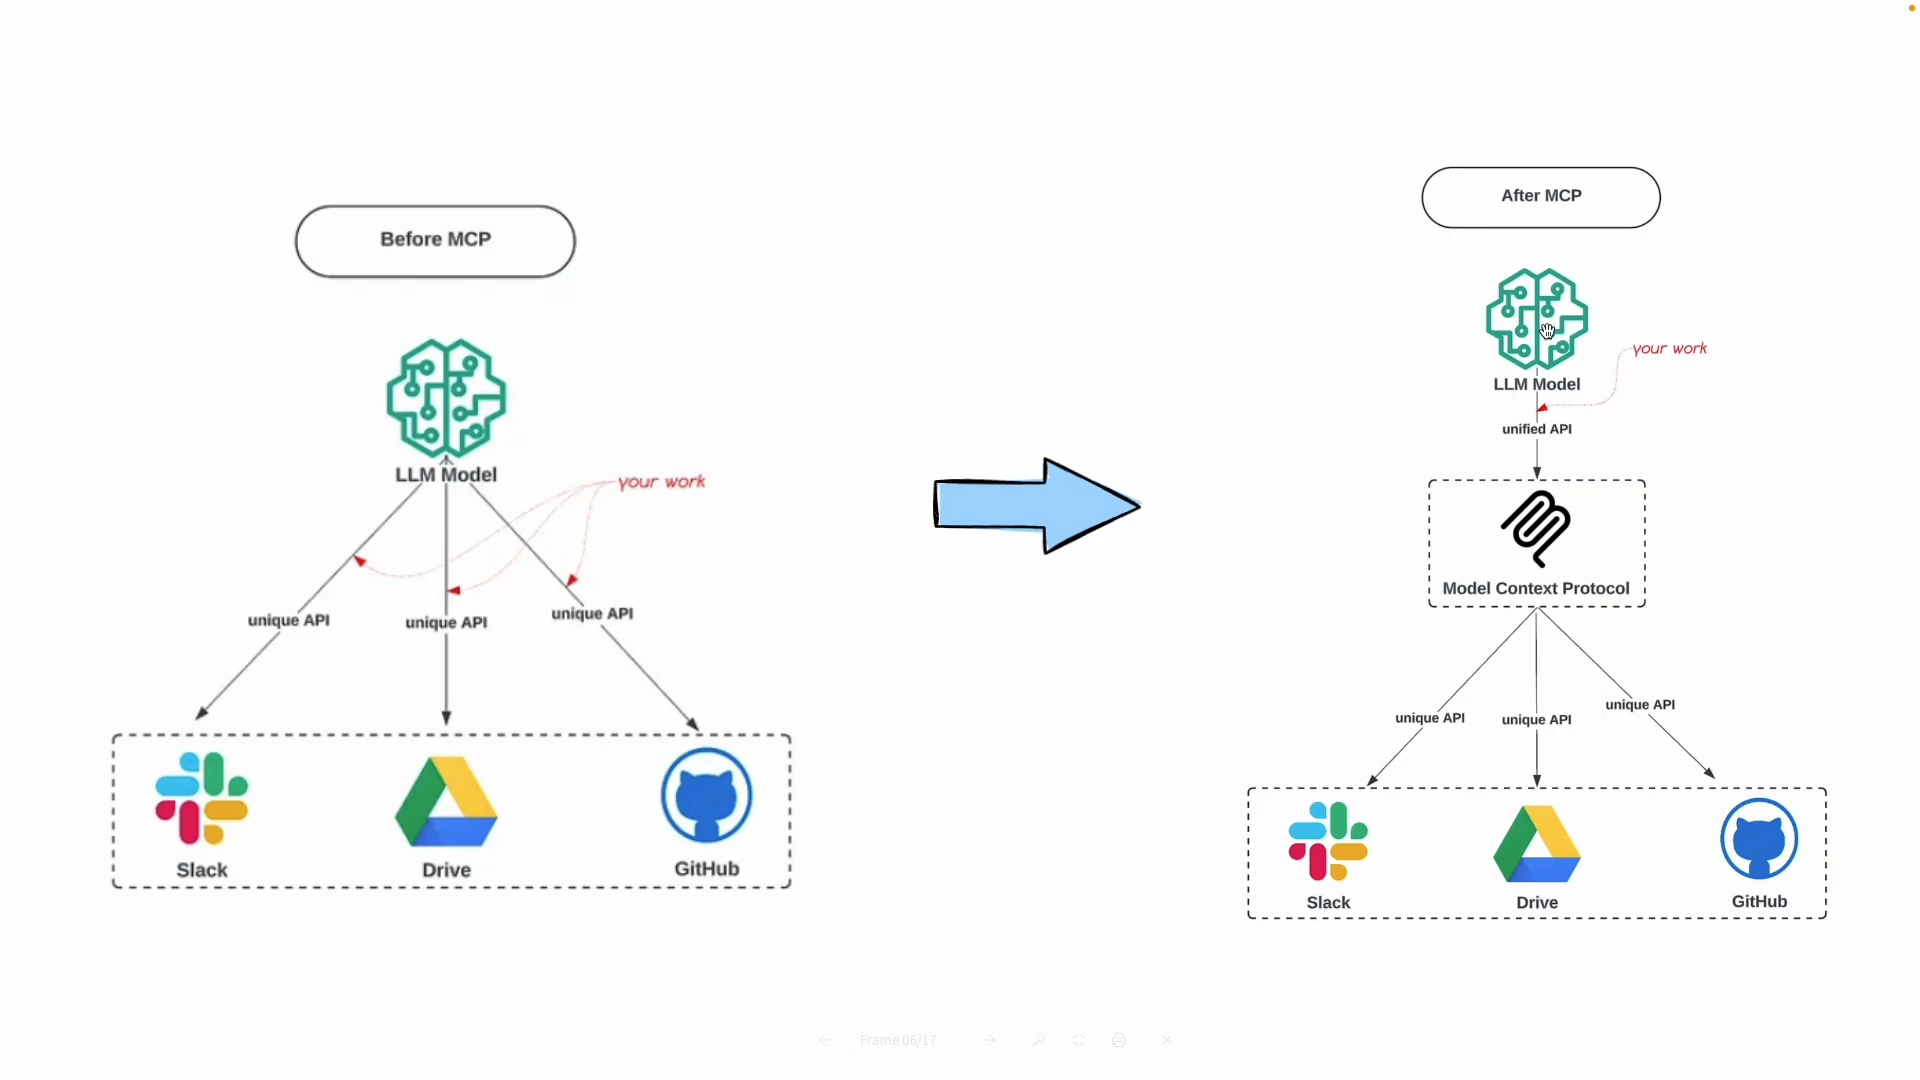 Before MCP
LLM Model
your work
unique API
unique API
unique API
Slack
Drive
GitHub
After MCP
LLM Model
your work
unified API
Model Context Protocol
unique API
unique API
unique API
Slack
Drive
GitHub
Frame 06/17